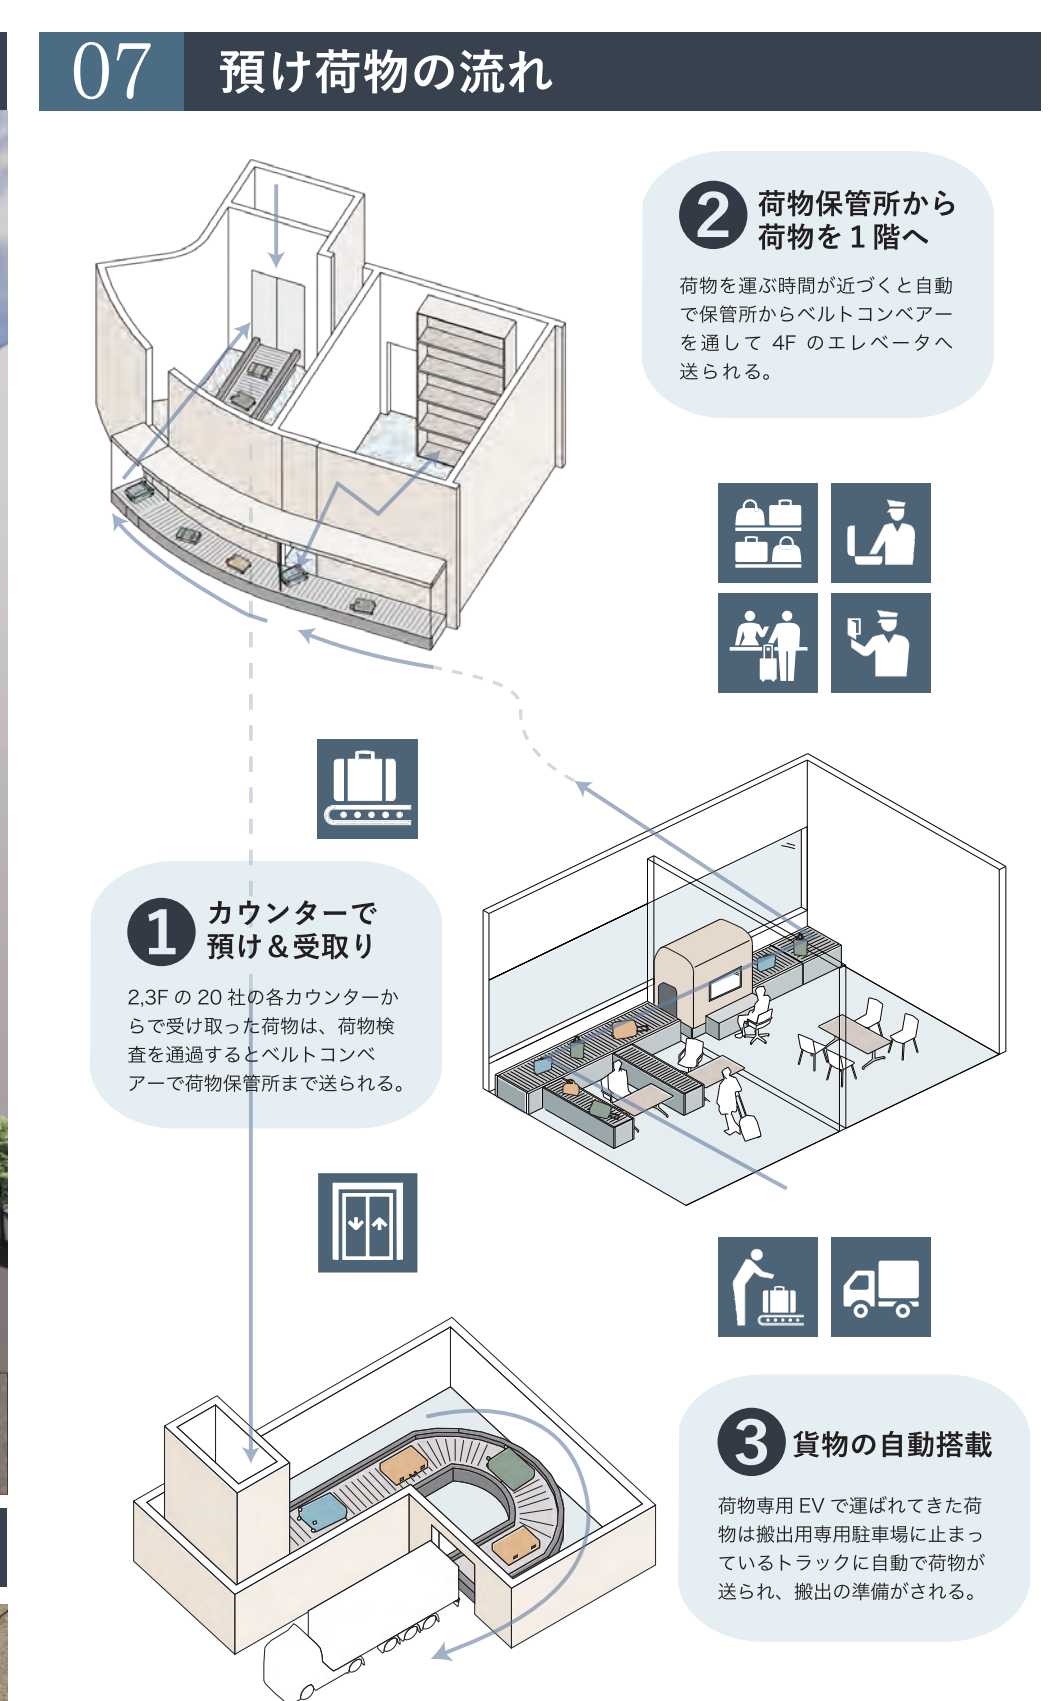 07
預け荷物の流れ
2
荷物保管所から
荷物を1階へ
荷物を運ぶ時間が近づくと自動
で保管所からベルトコンベアー
を通して 4F のエレベータへ
送られる。
1
カウンターで
預け＆受取り
2,3F の 20 社の各カウンターか
らで受け取った荷物は、荷物検
査を通過するとベルトコンベ
アーで荷物保管所まで送られる。
3
貨物の自動搭載
荷物専用 EV で運ばれてきた荷
物は搬出用専用駐車場に止まっ
ているトラックに自動で荷物が
送られ、搬出の準備がされる。